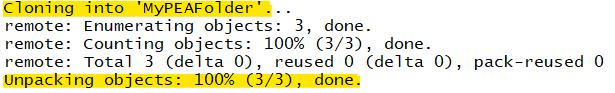 Cloning into 'MyPEAFolder'...
remote: Enumerating objects: 3, done.
remote: Counting objects: 100% (3/3), done.
remote: Total 3 (delta 0), reused 0 (delta 0), pack-reused 0
Unpacking objects: 100% (3/3), done.